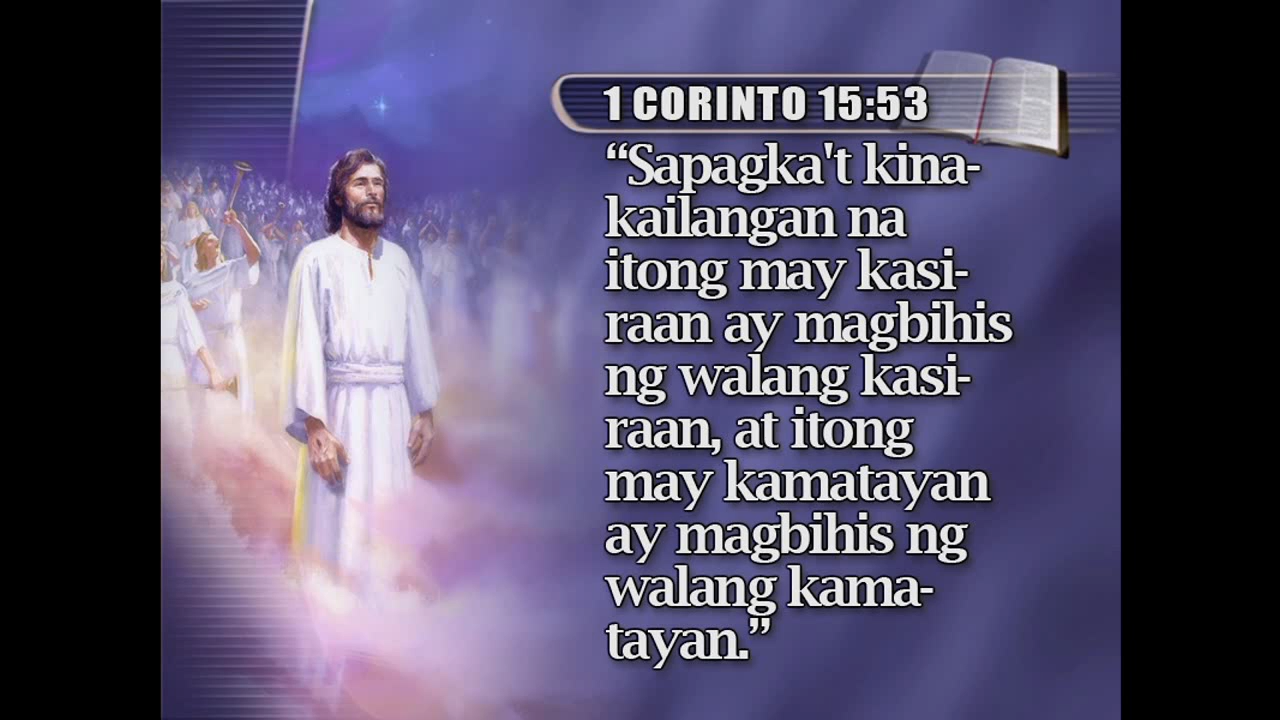 1 CORINTO 15:53
“Sapagka't kina-
kailangan na
itong may kasi-
raan ay magbihis
ng walang kasi-
raan, at itong
may kamatayan
ay magbihis ng
walang kama-
tayan.”